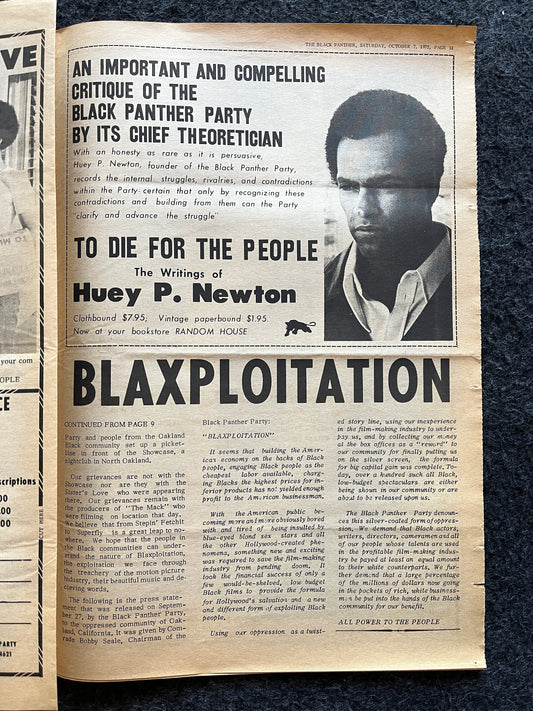 VE
your com
OPLE
CE
scriptions
00
.00
0.00
PARTY
4621
THE BLACK PANTHER, SATURDAY, OCTOBER 7, 1972, PAGE 11
AN IMPORTANT AND COMPELLING
CRITIQUE OF THE
BLACK PANTHER PARTY
BY ITS CHIEF THEORETICIAN
With an honesty as rare as it is persuasive,
Huey P. Newton, founder of the Black Panther Party,
records the internal struggles, rivalries, and contradictions
within the Party certain that only by recognizing these
contradictions and building from them can the Party
"clarify and advance the struggle"
TO DIE FOR THE PEOPLE
The Writings of
Huey P. Newton
Clothbound $7.95; Vintage paperbound $1.95
Now at your bookstore RANDOM HOUSE
BLAXPLOITATION
CONTINUED FROM PAGE 9
Party and people from the Oakland
Black community set up a picket-
line in front of the Showcase, a
nightclub in North Oakland.
Our grievances are not with the
Showcase nor are they with the
Sister's Love who were appearing
there, Our grievances remain with
the producers of "The Mack" who
were filming on location that day.
We believe that from Stepin' Fetchit
to Superfly is a great leap to no-
where, We hope that the people in
the Black communities can under-
stand the nature of Blaxploitation,
the exploitation we face through
the treachery of the motion picture
industry, their beautiful music and de-
cieving words,
The following is the press state-
ment that was released on Septem-
ber 27, by the Black Panther Party,
to the oppressed community of Oak-
land, California, It was given by Com-
rade Bobby Seale, Chairman of the
Black Panther Party:
"BLAXPLOITATION"
It seems that building the Amer-
ican economy on the backs of Black
people, engaging Black people as the
cheapest labor available, charg-
ing Blacks the highest prices for in-
ferior products has not yielded enough
profit to the American businessman.
With the American public be-
coming more and more obviously bored
with and tired of being insulted by
blue-eyed blond sex stars and all
the other Hollywood-created phe-
nomena, something new and exciting
was required to save the film-making
industry from pending doom. It
took the financial success of only a
few would-be-shelved, low budget
Black films to provide the formula
for Hollywood's salvation and a new
and different form of exploiting Black
people.
Using our oppression as a twist-
ed story line, using our inexperience
in the film-making industry to under-
pay us, and by collecting our money
at the box offices as a "reward" to
our community for finally putting us
on the silver screen, the formula
for big capital gain was complete, To-
day, over a hundred such all Black,
low-budget spectaculars are either
being shown in our community or are
about to be released upon us.
The Black Panther Party denoun-
ces this silver-coated form of oppres-
sion. We demand that Black actors,
writers, directors, cameramen and all
of our people whose talents are used
in the profitable film-making indus-
try be payed at least an equal amount
to their white counterparts. We fur-
ther demand that a large percentage
of the millions of dollars now going
in the pockets of rich, white business-
men be put into the hands of the Black
community for our benefit.
ALL POWER TO THE PEOPLE